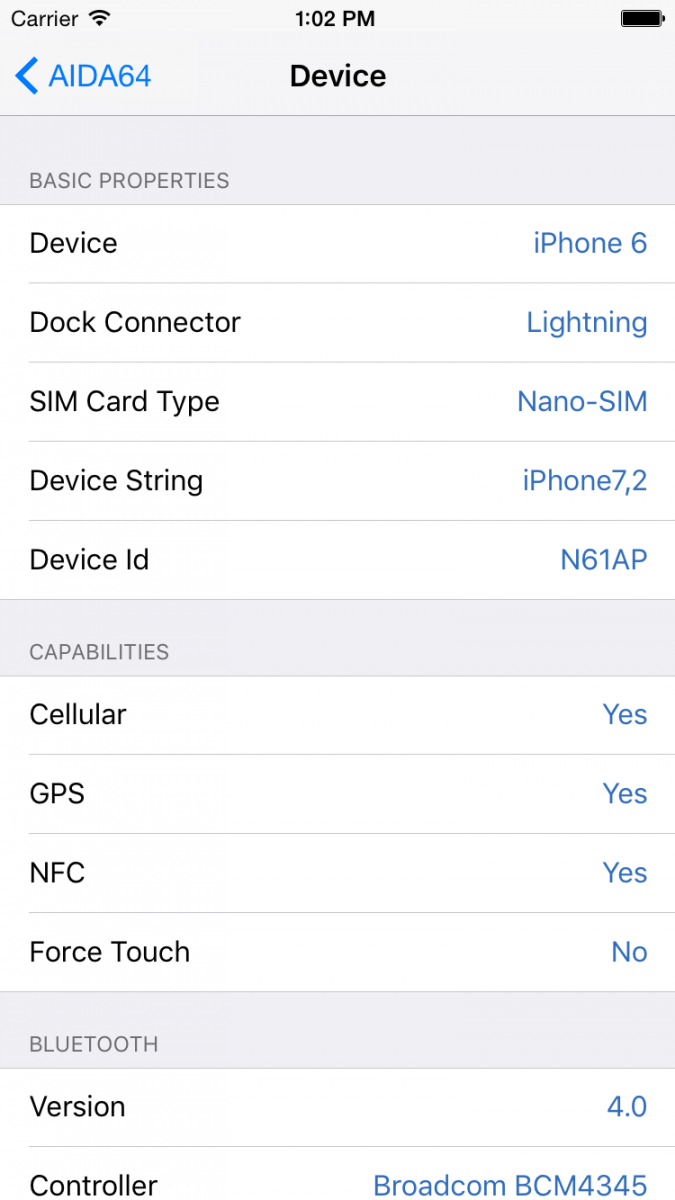 Carrier 1:02 PM
AIDA64 Device
BASIC PROPERTIES
Device iPhone 6
Dock Connector Lightning
SIM Card Type Nano-SIM
Device String iPhone7,2
Device Id N61AP
CAPABILITIES
Cellular Yes
GPS Yes
NFC Yes
Force Touch No
BLUETOOTH
Version 4.0
Controller Broadcom BCM4345